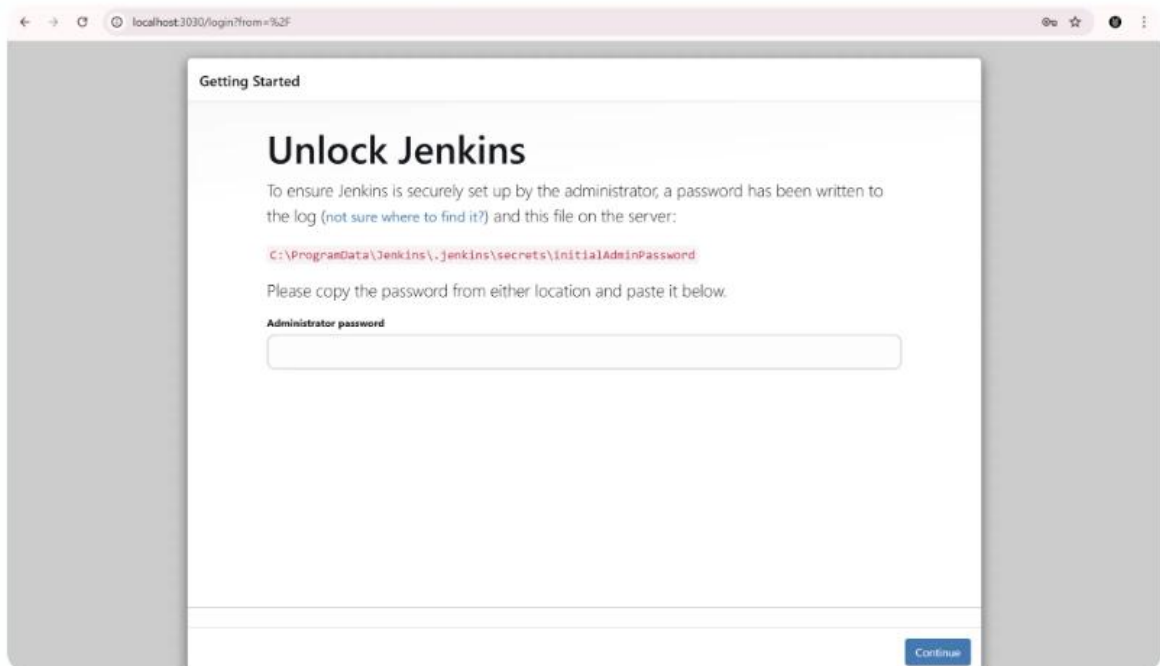 localhost:3030/login?from=%2F
Getting Started
Unlock Jenkins
To ensure Jenkins is securely set up by the administrator, a password has been written to
the log (not sure where to find it?) and this file on the server:
C:\ProgramData\Jenkins\.jenkins\secrets\initialAdminPassword
Please copy the password from either location and paste it below.
Administrator password
Continue